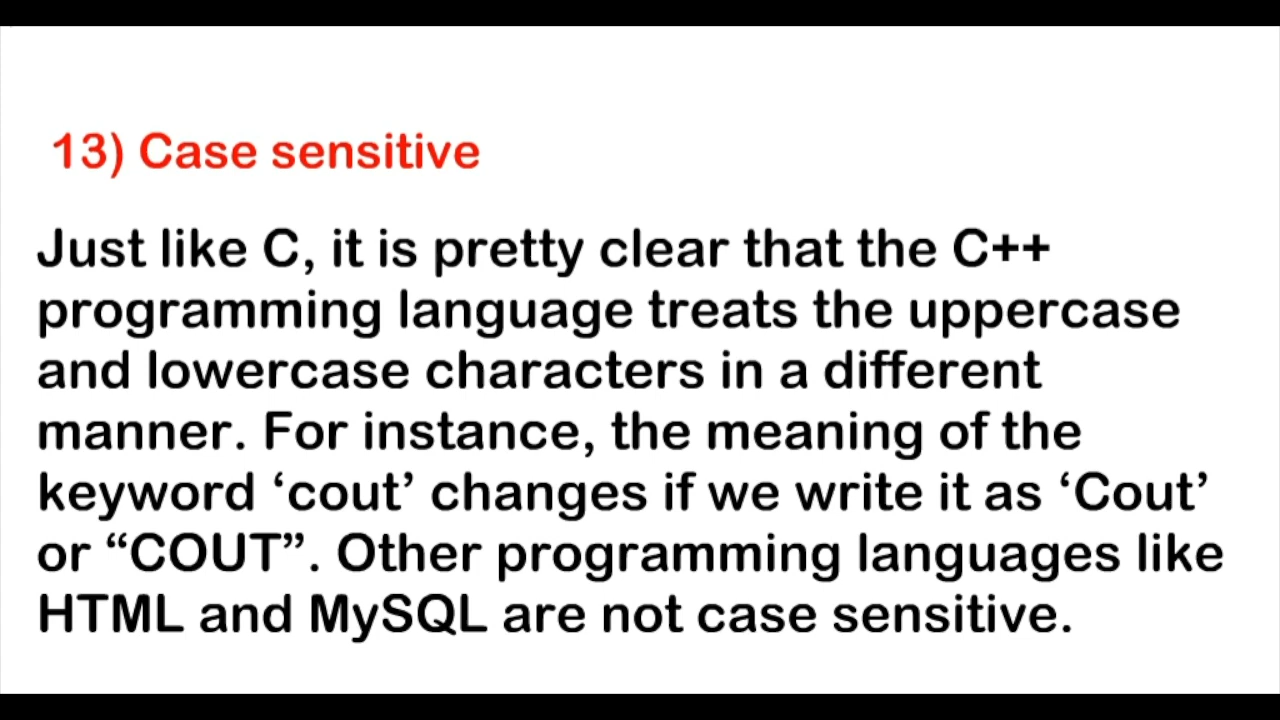 13) Case sensitive
Just like C, it is pretty clear that the C++
programming language treats the uppercase
and lowercase characters in a different
manner. For instance, the meaning of the
keyword ‘cout’ changes if we write it as ‘Cout’
or “COUT”. Other programming languages like
HTML and MySQL are not case sensitive.